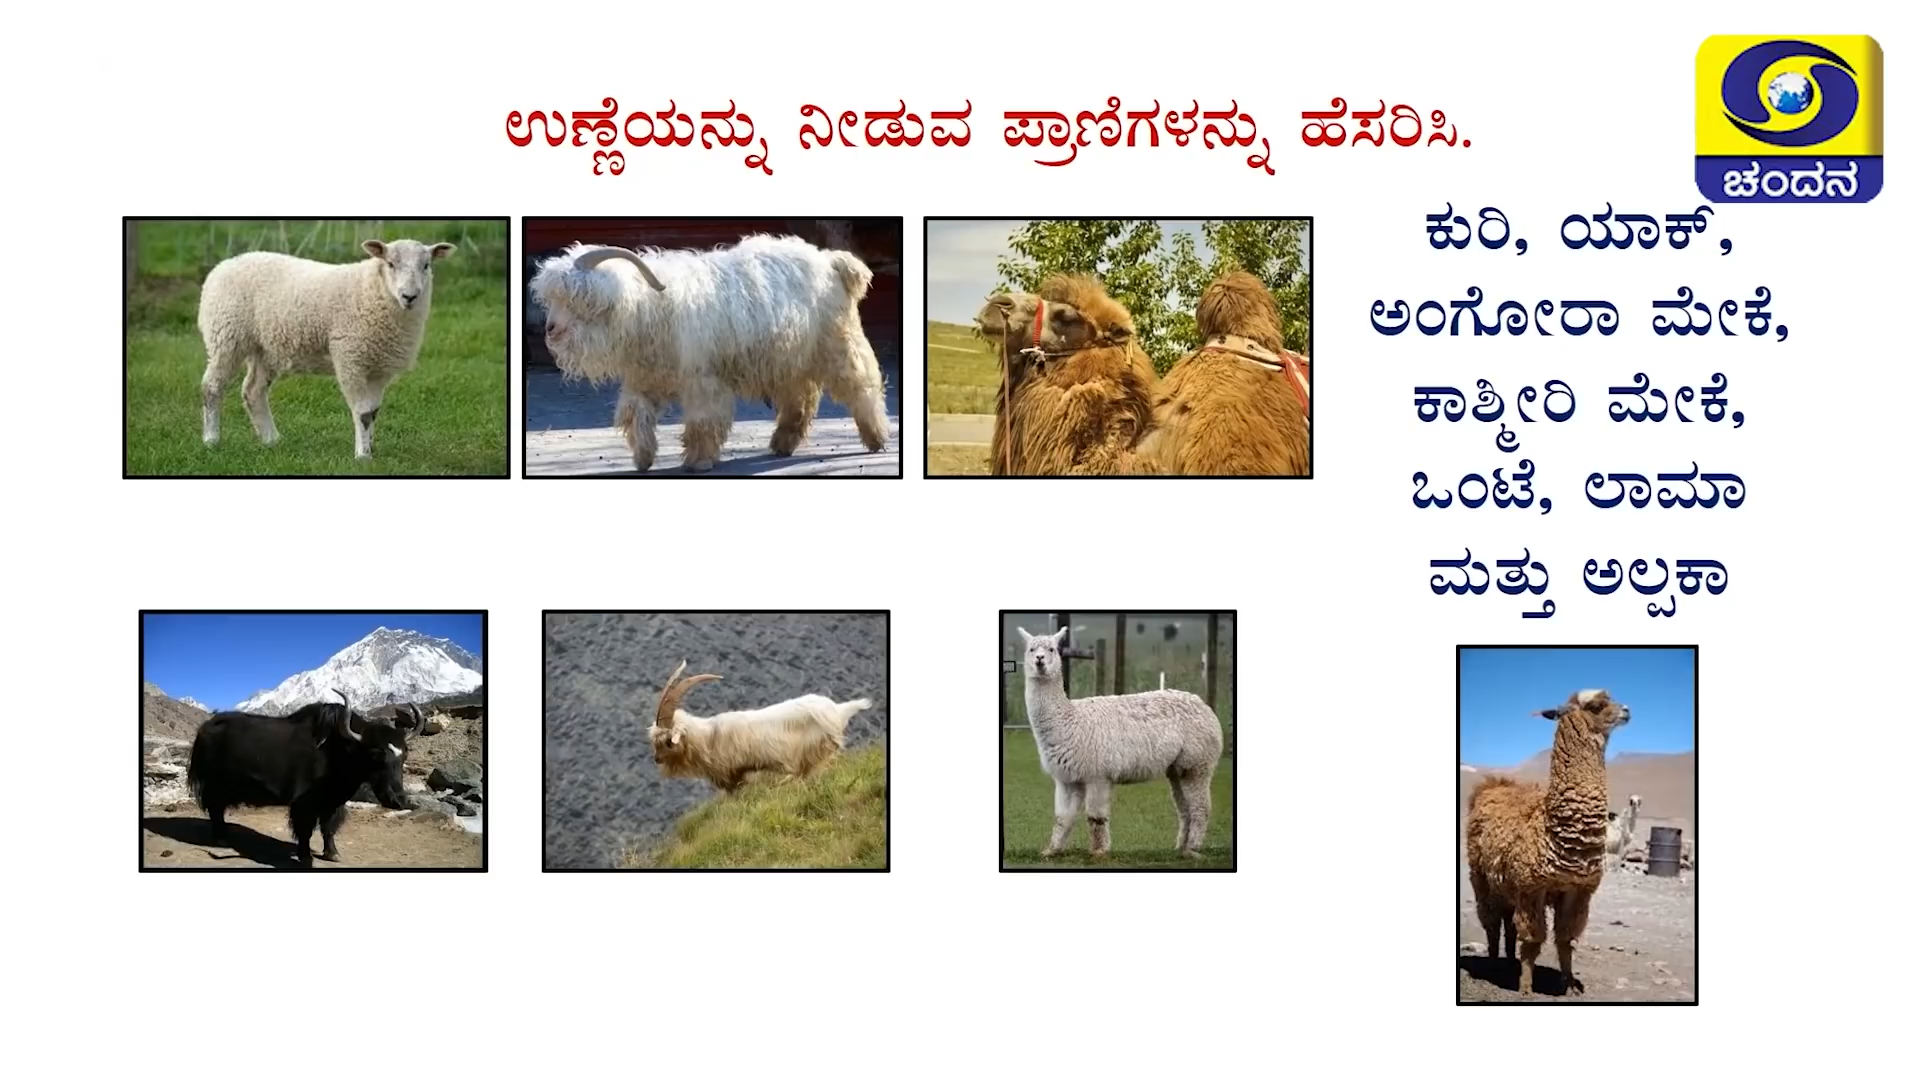 ಉಣ್ಣೆಯನ್ನು ನೀಡುವ ಪ್ರಾಣಿಗಳನ್ನು ಹೆಸರಿಸಿ.
ಚಂದನ
ಕುರಿ, ಯಾಕ್,
ಅಂಗೋರಾ ಮೇಕೆ,
ಕಾಶ್ಮೀರಿ ಮೇಕೆ,
ಒಂಟೆ, ಲಾಮಾ
ಮತ್ತು ಅಲ್ಪಕಾ